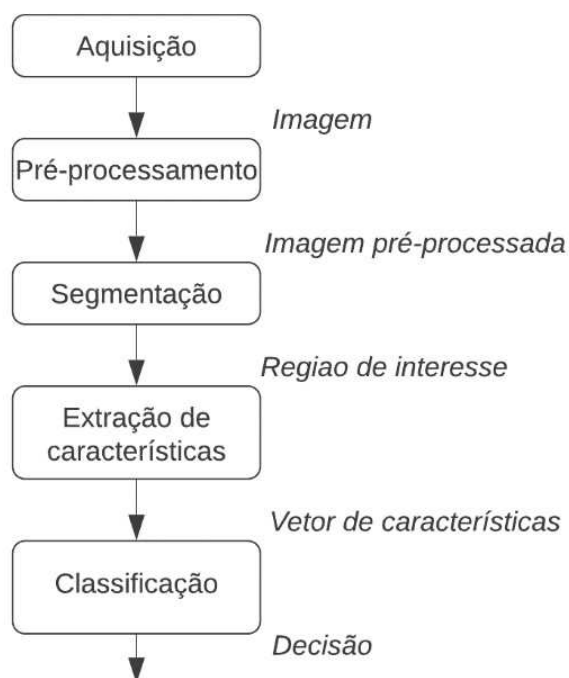 Aquisição
Imagem
Pré-processamento
Imagem pré-processada
Segmentação
Regiao de interesse
Extração de
características
Vetor de características
Classificação
Decisão